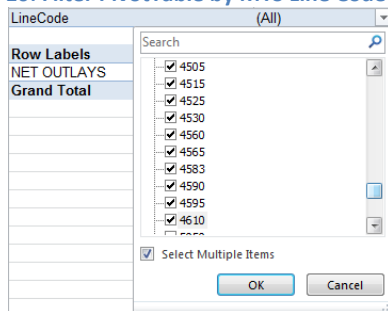 LineCode (All)
Search
Row Labels
NET OUTLAYS
Grand Total
4505
4515
4525
4530
4560
4565
4583
4590
4595
4610
Select Multiple Items
OK Cancel